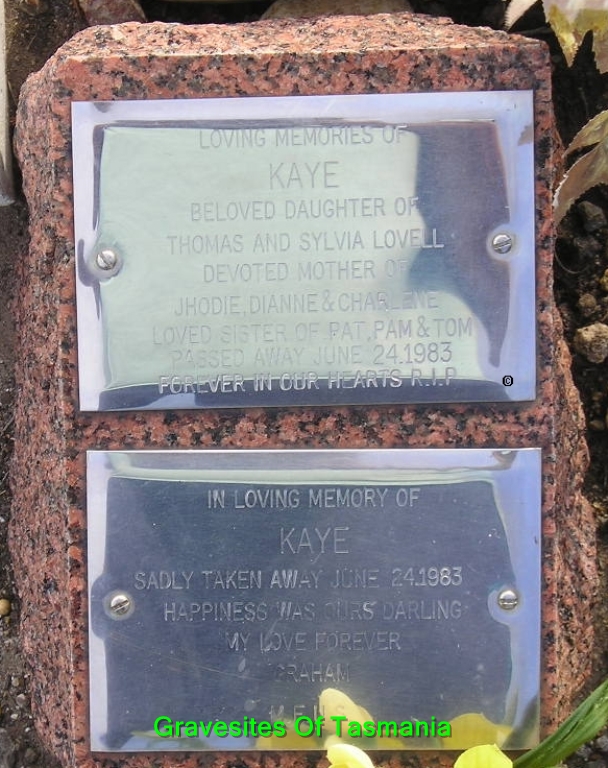 LOVING MEMORIES OF
KAYE
BELOVED DAUGHTER OF
THOMAS AND SYLVIA LOVELL
DEVOTED MOTHER OF
JHODIE, DIANNE & CHARLENE
LOVED SISTER OF PAT, PAM & TOM
PASSED AWAY JUNE 24.1983
FOREVER IN OUR HEARTS R.I.P
©
IN LOVING MEMORY OF
KAYE
SADLY TAKEN AWAY JUNE 24.1983
HAPPINESS WAS OURS DARLING
MY LOVE FOREVER
GRAHAM
Gravesites Of Tasmania